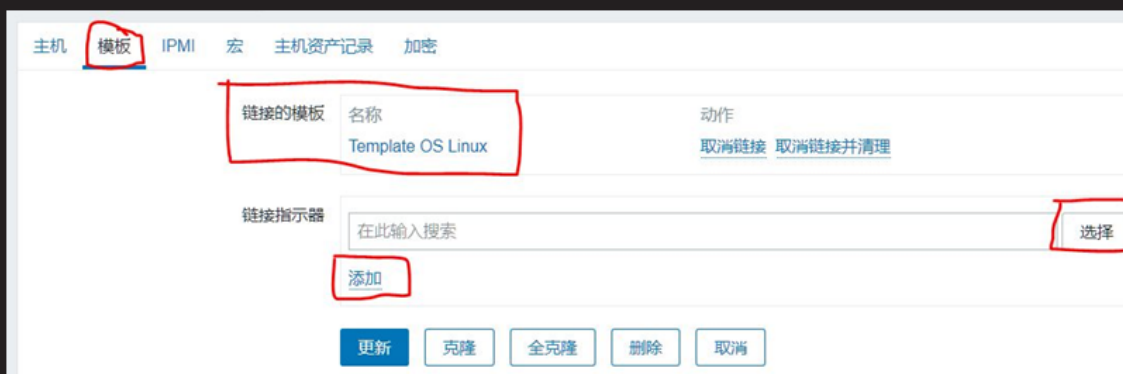 主机 模板 IPMI 宏 主机资产记录 加密
链接的模板 名称 动作
Template OS Linux 取消链接 取消链接并清理
链接指示器
在此输入搜索 选择
添加
更新 克隆 全克隆 删除 取消